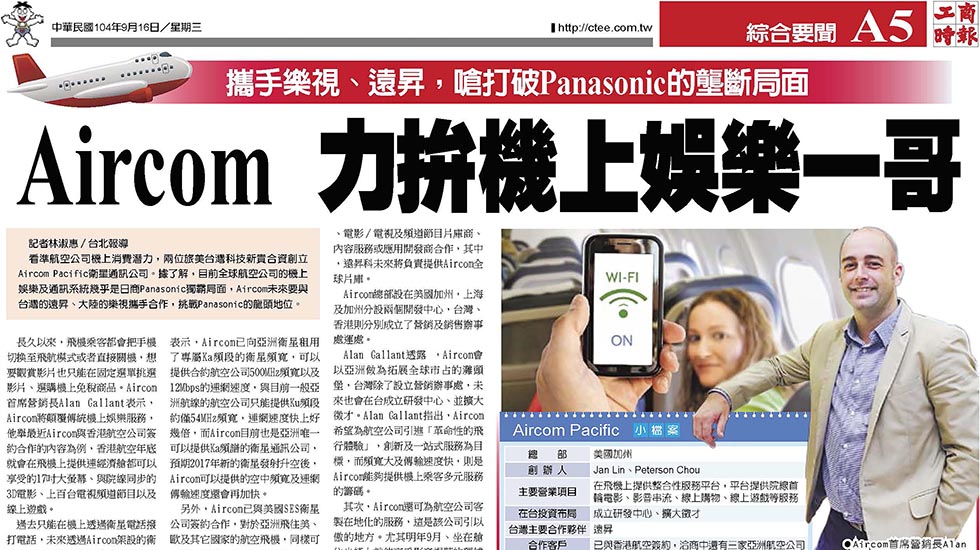 中華民國104年9月16日／星期三
http://ctee.com.tw
綜合要聞 A5
工商時報
攜手樂視、遠昇，嗆打破Panasonic的壟斷局面
Aircom 力拚機上娛樂一哥
記者林淑惠／台北報導
看準航空公司機上消費潛力，兩位旅美台灣科技新貴合資創立
Aircom Pacific衛星通訊公司。據了解，目前全球航空公司的機上
娛樂及通訊系統幾乎是日商Panasonic獨霸局面，Aircom未來要與
台灣的遠昇、大陸的樂視攜手合作，挑戰Panasonic的龍頭地位。
長久以來，飛機乘客都會把手機
切換至飛航模式或者直接關機，想
要觀賞影片也只能在固定選單挑選
影片、選購機上免稅商品。Aircom
首席營銷長Alan Gallant表示，
Aircom將顛覆傳統機上娛樂服務，
他舉最近Aircom與香港航空公司簽
約合作的內容為例，香港航空年底
就會在飛機上提供連經濟艙都可以
享受的17吋大螢幕、與院線同步的
3D電影、上百台電視頻道節目以及
線上遊戲。
過去只能在機上透過衛星電話撥
打電話，未來透過Aircom架設的衛
表示，Aircom已向亞洲衛星租用
了專屬Ka頻段的衛星頻寬，可以
提供合約航空公司500MHz頻寬以及
12Mbps的連網速度，與目前一般亞
洲航線的航空公司只能提供Ku頻段
約僅54MHz頻寬，連網速度快上好
幾倍，而Aircom目前也是亞洲唯一
可以提供Ka頻譜的衛星通訊公司，
預期2017年新的衛星發射升空後，
Aircom可以提供的空中頻寬及連網
傳輸速度還會再加快。
另外，Aircom已與美國SES衛星
公司簽約合作，對外亞洲飛往美、
歐及其它國家的航空飛機，同樣可
、電影／電視及頻道節目片庫商、
內容服務或應用開發商合作，其中
、遠昇科未來將負責提供Aircom全
球片庫。
Aircom總部設在美國加州，上海
及加州分設兩個開發中心，台灣、
香港則分別成立了營銷及銷售辦事
處運處。
Alan Gallant透露 ，Aircom會
以亞洲做為拓展全球市占的灘頭
堡，台灣除了設立營銷辦事處，未
來也會在台成立研發中心、並擴大
徵才。Alan Gallant指出，Aircom
希望為航空公司引進「革命性的飛
行體驗」，創新及一站式服務為目
標，而頻寬大及傳輸速度快，則是
Aircom能夠提供機上乘客多元服務
的籌碼。
其次，Aircom還可為航空公司客
製在地化的服務，這是該公司引以
傲的地方。尤其明年9月、坐在艙
WI-FI
ON
Aircom Pacific 小檔案
總部 美國加州
創辦人 Jan Lin、Peterson Chou
主要營業項目 在飛機上提供整合性服務平台，平台提供院線首
輪電影、影音串流、線上購物、線上遊戲等服務
在台投資布局 成立研發中心、擴大徵才
台灣主要合作夥伴 遠昇
合作客戶 已與香港航空簽約，洽商中還有三家亞洲航空公司
●Aircom首席營銷長Alan